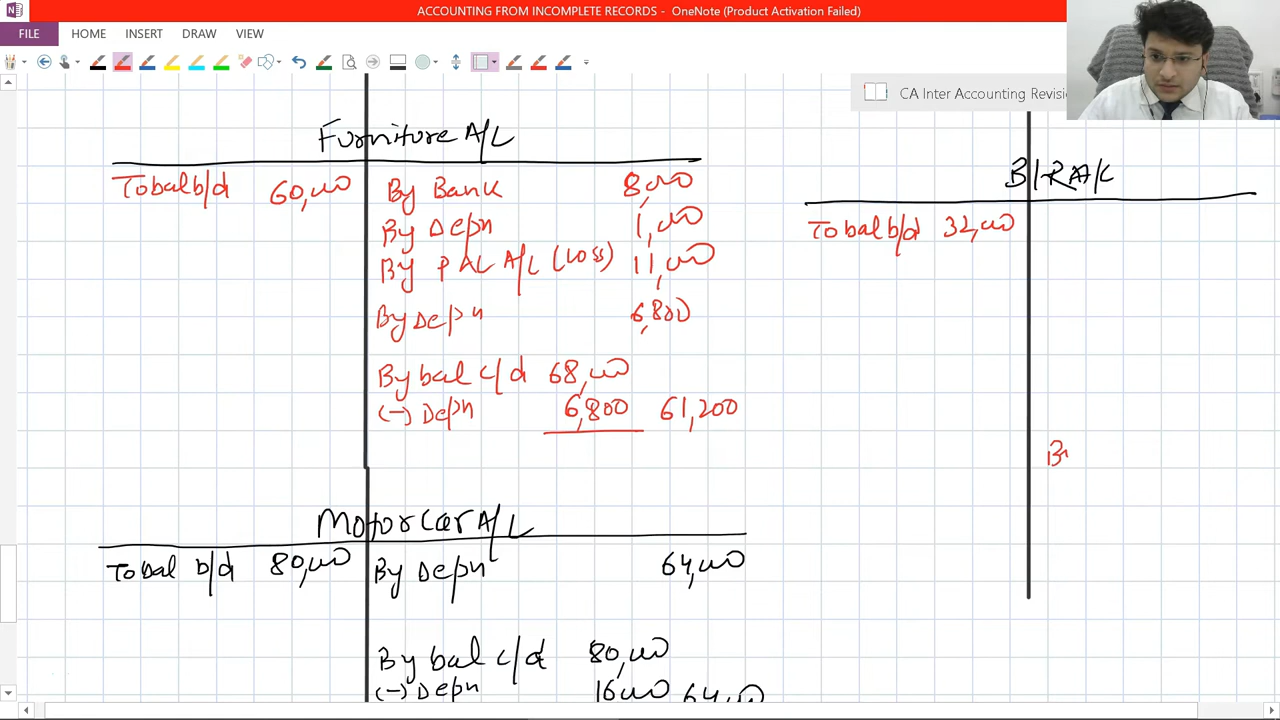 ACCOUNTING FROM INCOMPLETE RECORDS - OneNote (Product Activation Failed)
FILE HOME INSERT DRAW VIEW
CA Inter Accounting Revisi
Furniture A/L
To bal b/d 60,000 By Bank 8,000
By Depn 1,000
By P&L A/L (Loss) 11,000
By Depn 6,800
By bal c/d 68,000
(-) Depn 6,800 61,200
Motor Car A/L
To bal b/d 80,000 By Depn 64,000
By bal c/d 80,000
(-) Depn 16000 64,000
B/R A/c
To bal b/d 32,000